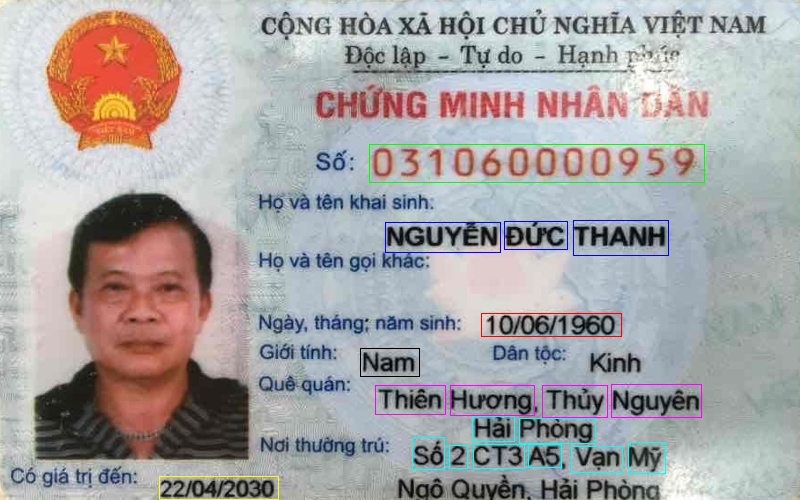 CỘNG HÒA XÃ HỘI CHỦ NGHĨA VIỆT NAM
Độc lập - Tự do - Hạnh phúc
CHỨNG MINH NHÂN DÂN
Số: 031060000959
Họ và tên khai sinh:
NGUYỄN ĐỨC THANH
Họ và tên gọi khác:
Ngày, tháng, năm sinh: 10/06/1960
Giới tính: Nam Dân tộc: Kinh
Quê quán: Thiên Hương, Thủy Nguyên
Hải Phòng
Nơi thường trú: Số 2 CT3 A5, Vạn Mỹ
Ngô Quyền, Hải Phòng
Có giá trị đến: 22/04/2030
VIỆT NAM